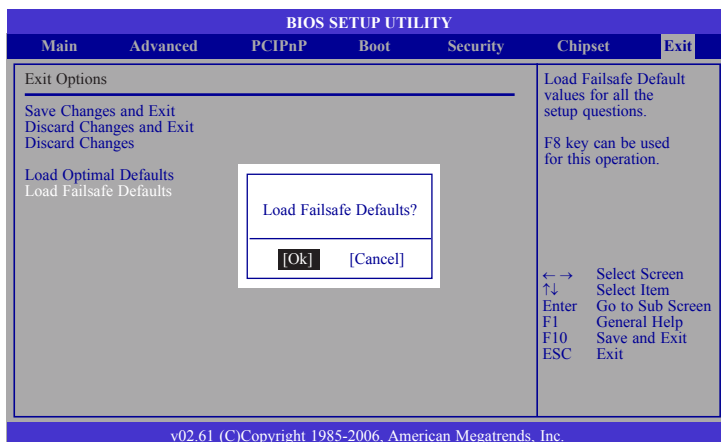 BIOS SETUP UTILITY
Main Advanced PCIPnP Boot Security Chipset Exit
Exit Options
Save Changes and Exit
Discard Changes and Exit
Discard Changes
Load Optimal Defaults
Load Failsafe Defaults
Load Failsafe Defaults?
[Ok] [Cancel]
Load Failsafe Default
values for all the
setup questions.
F8 key can be used
for this operation.
←→ Select Screen
↑↓ Select Item
Enter Go to Sub Screen
F1 General Help
F10 Save and Exit
ESC Exit
v02.61 (C)Copyright 1985-2006, American Megatrends, Inc.